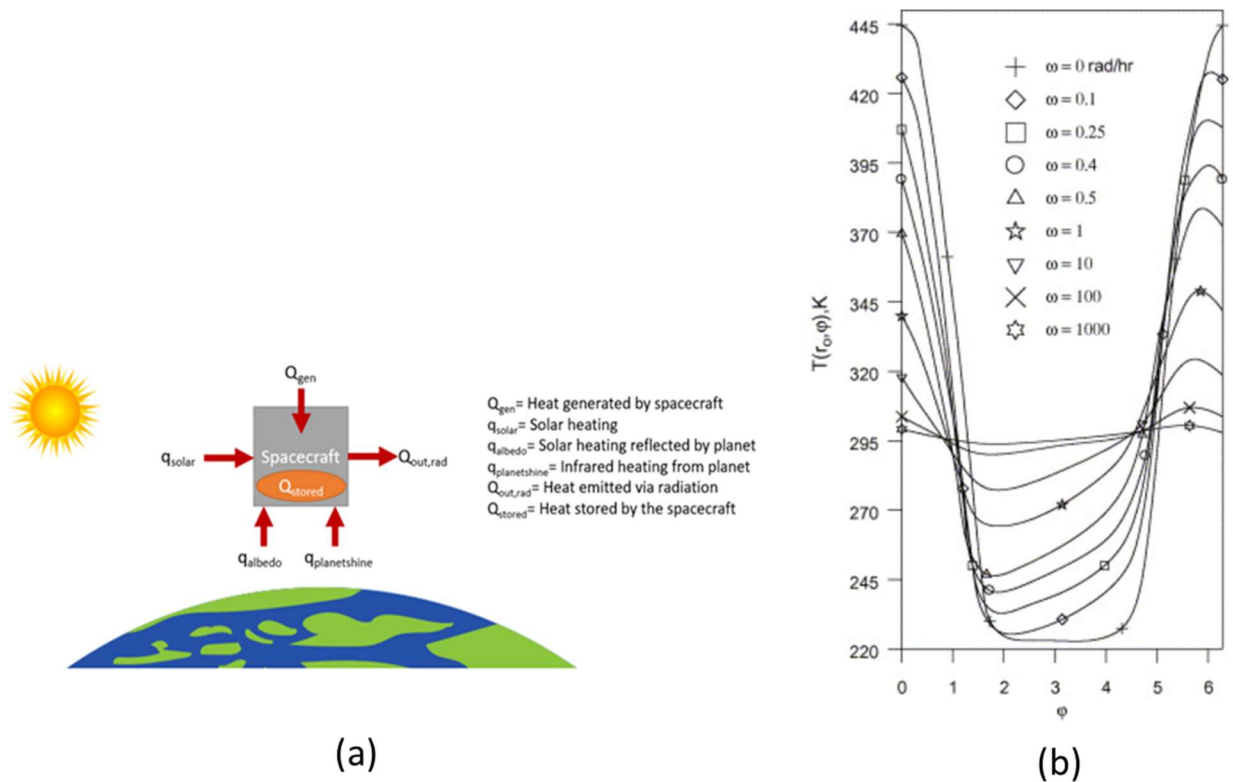 Q_gen
Spacecraft
q_solar
Q_out,rad
Q_stored
q_albedo
q_planetshine
Q_gen= Heat generated by spacecraft
q_solar= Solar heating
q_albedo= Solar heating reflected by planet
q_planetshine= Infrared heating from planet
Q_out,rad= Heat emitted via radiation
Q_stored= Heat stored by the spacecraft
(a)
T(r_o,φ),K
445
420
395
370
345
320
295
270
245
220
ω = 0 rad/hr
ω = 0.1
ω = 0.25
ω = 0.4
ω = 0.5
ω = 1
ω = 10
ω = 100
ω = 1000
0 1 2 3 4 5 6
φ
(b)